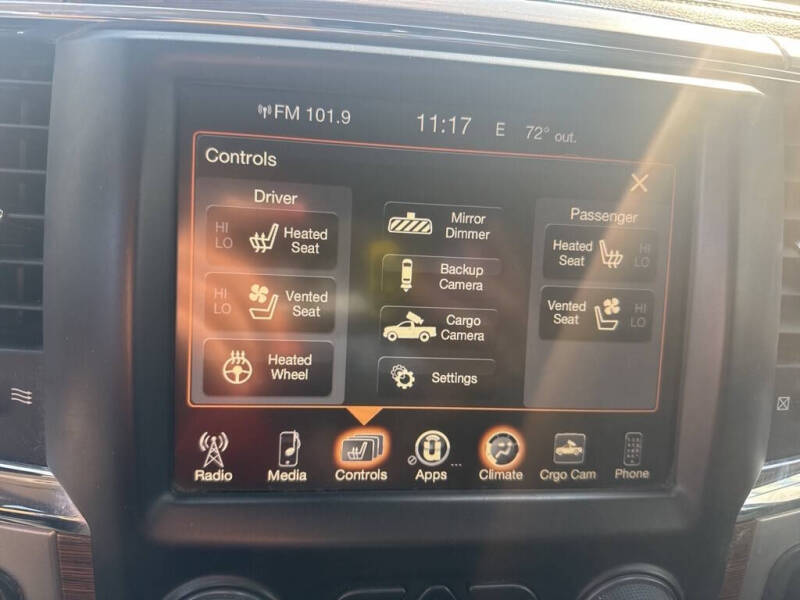 FM 101.9 11:17 E 72° out.
Controls
Driver
HI
LO
Heated
Seat
HI
LO
Vented
Seat
Heated
Wheel
Mirror
Dimmer
Backup
Camera
Cargo
Camera
Settings
Passenger
Heated
Seat
HI
LO
Vented
Seat
HI
LO
Radio Media Controls Apps Climate Crgo Cam Phone